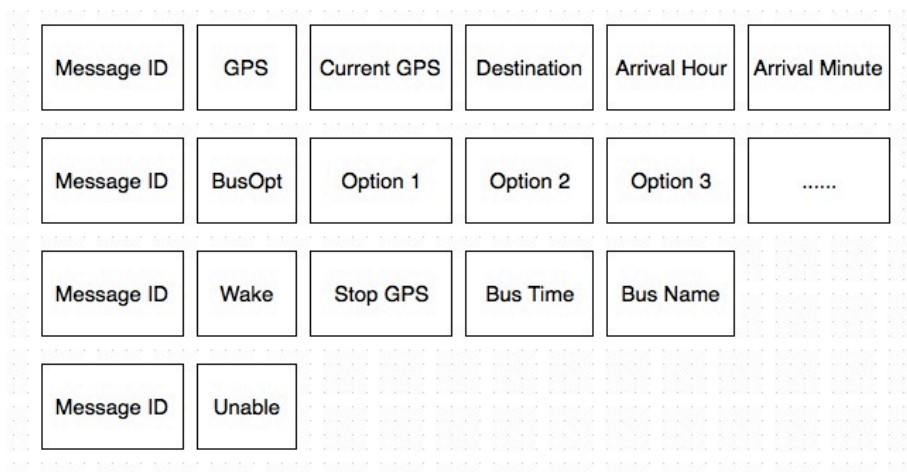 Message ID GPS Current GPS Destination Arrival Hour Arrival Minute
Message ID BusOpt Option 1 Option 2 Option 3 ......
Message ID Wake Stop GPS Bus Time Bus Name
Message ID Unable